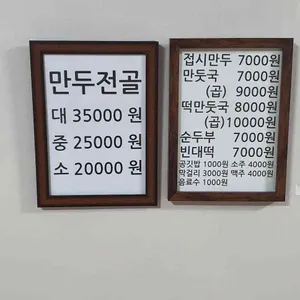 만두전골
대 35000 원
중 25000 원
소 20000 원
접시만두 7000원
만둣국 7000원
(곱) 9000원
떡만둣국 8000원
(곱)10000원
순두부 7000원
빈대떡 7000원
공깃밥 1000원 소주 4000원
막걸리 3000원 맥주 4000원
음료수 1000원